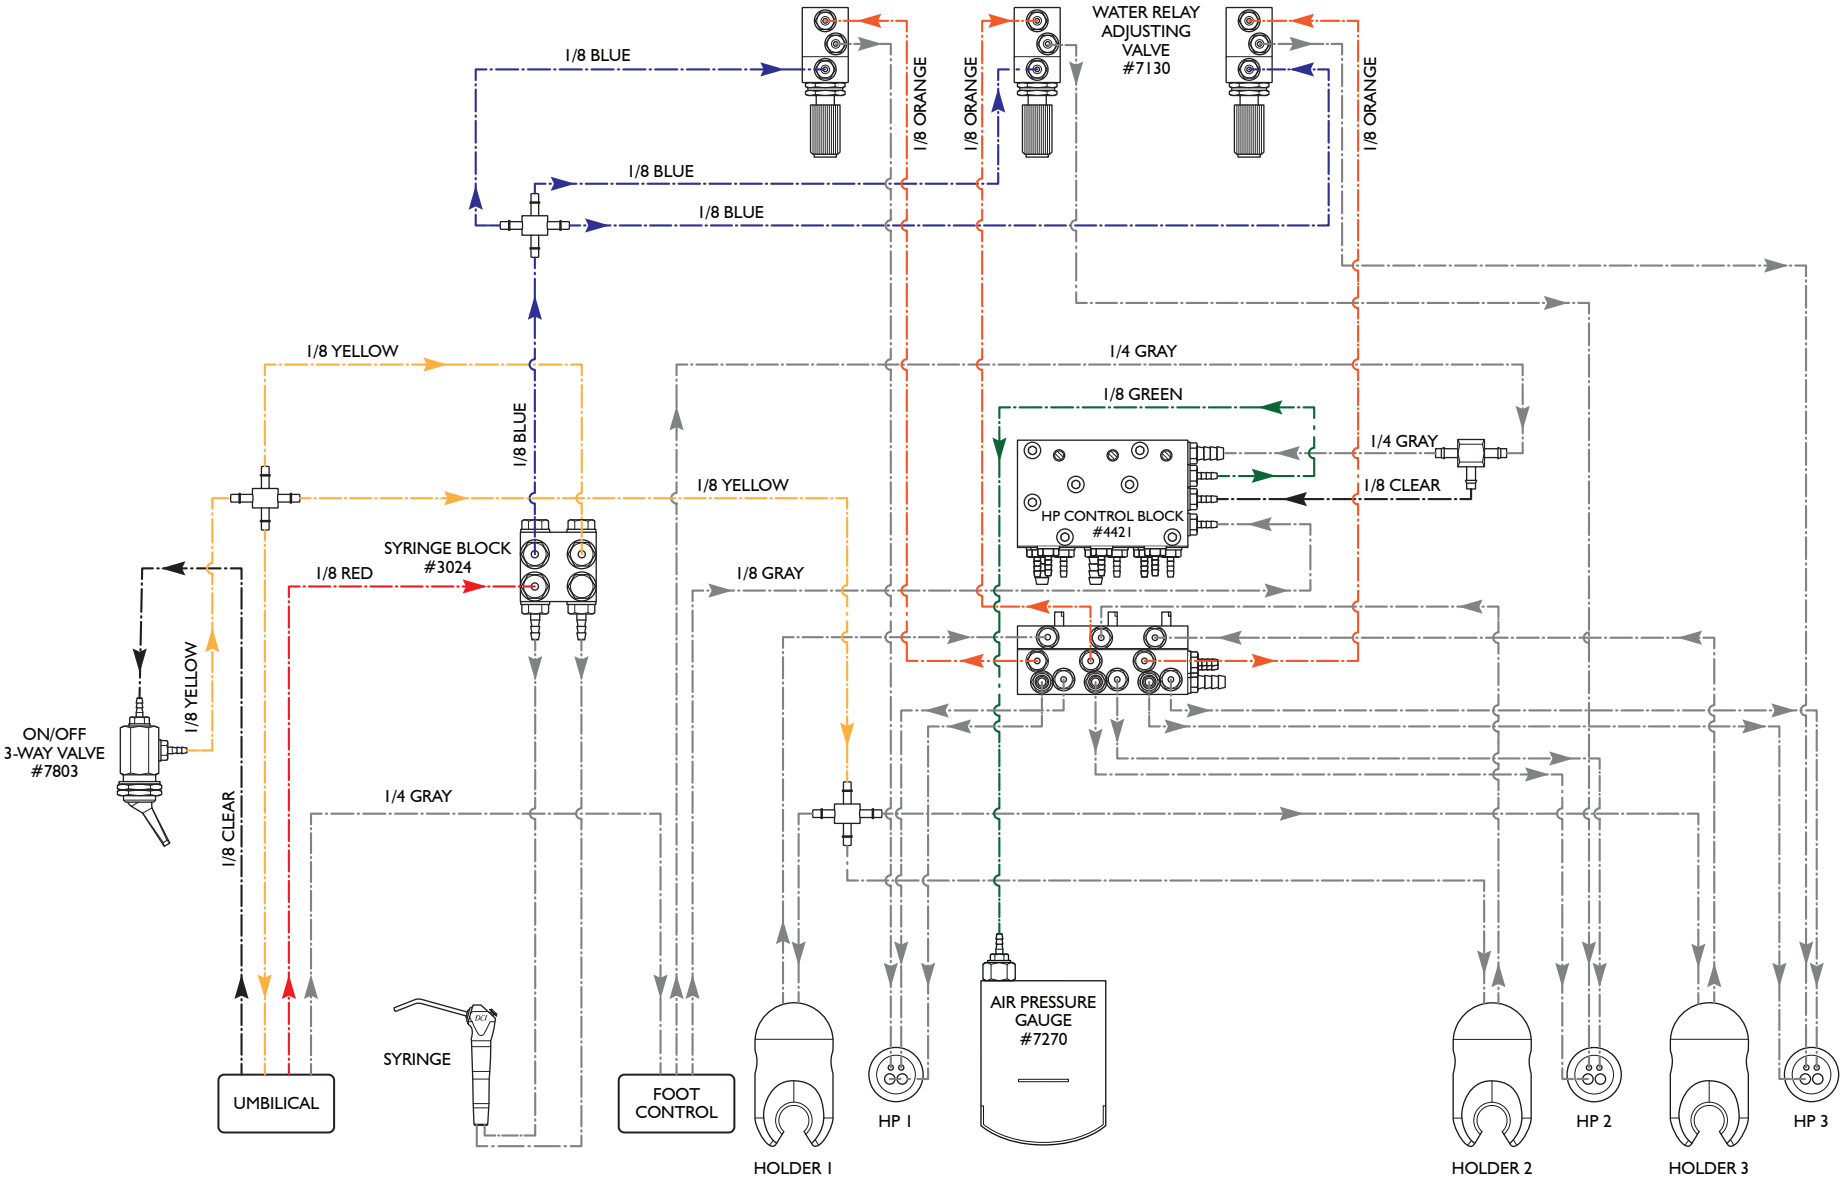 WATER RELAY
ADJUSTING
VALVE
#7130
1/8 BLUE
1/8 ORANGE
1/8 ORANGE
1/8 ORANGE
1/8 BLUE
1/8 BLUE
1/8 YELLOW
1/4 GRAY
1/8 GREEN
1/8 BLUE
1/4 GRAY
1/8 YELLOW
1/8 CLEAR
HP CONTROL BLOCK
#4421
SYRINGE BLOCK
#3024
1/8 RED
1/8 GRAY
1/8 YELLOW
ON/OFF
3-WAY VALVE
#7803
1/8 CLEAR
1/4 GRAY
AIR PRESSURE
GAUGE
#7270
DCI
SYRINGE
UMBILICAL
FOOT
CONTROL
HP 1
HP 2
HP 3
HOLDER 1
HOLDER 2
HOLDER 3